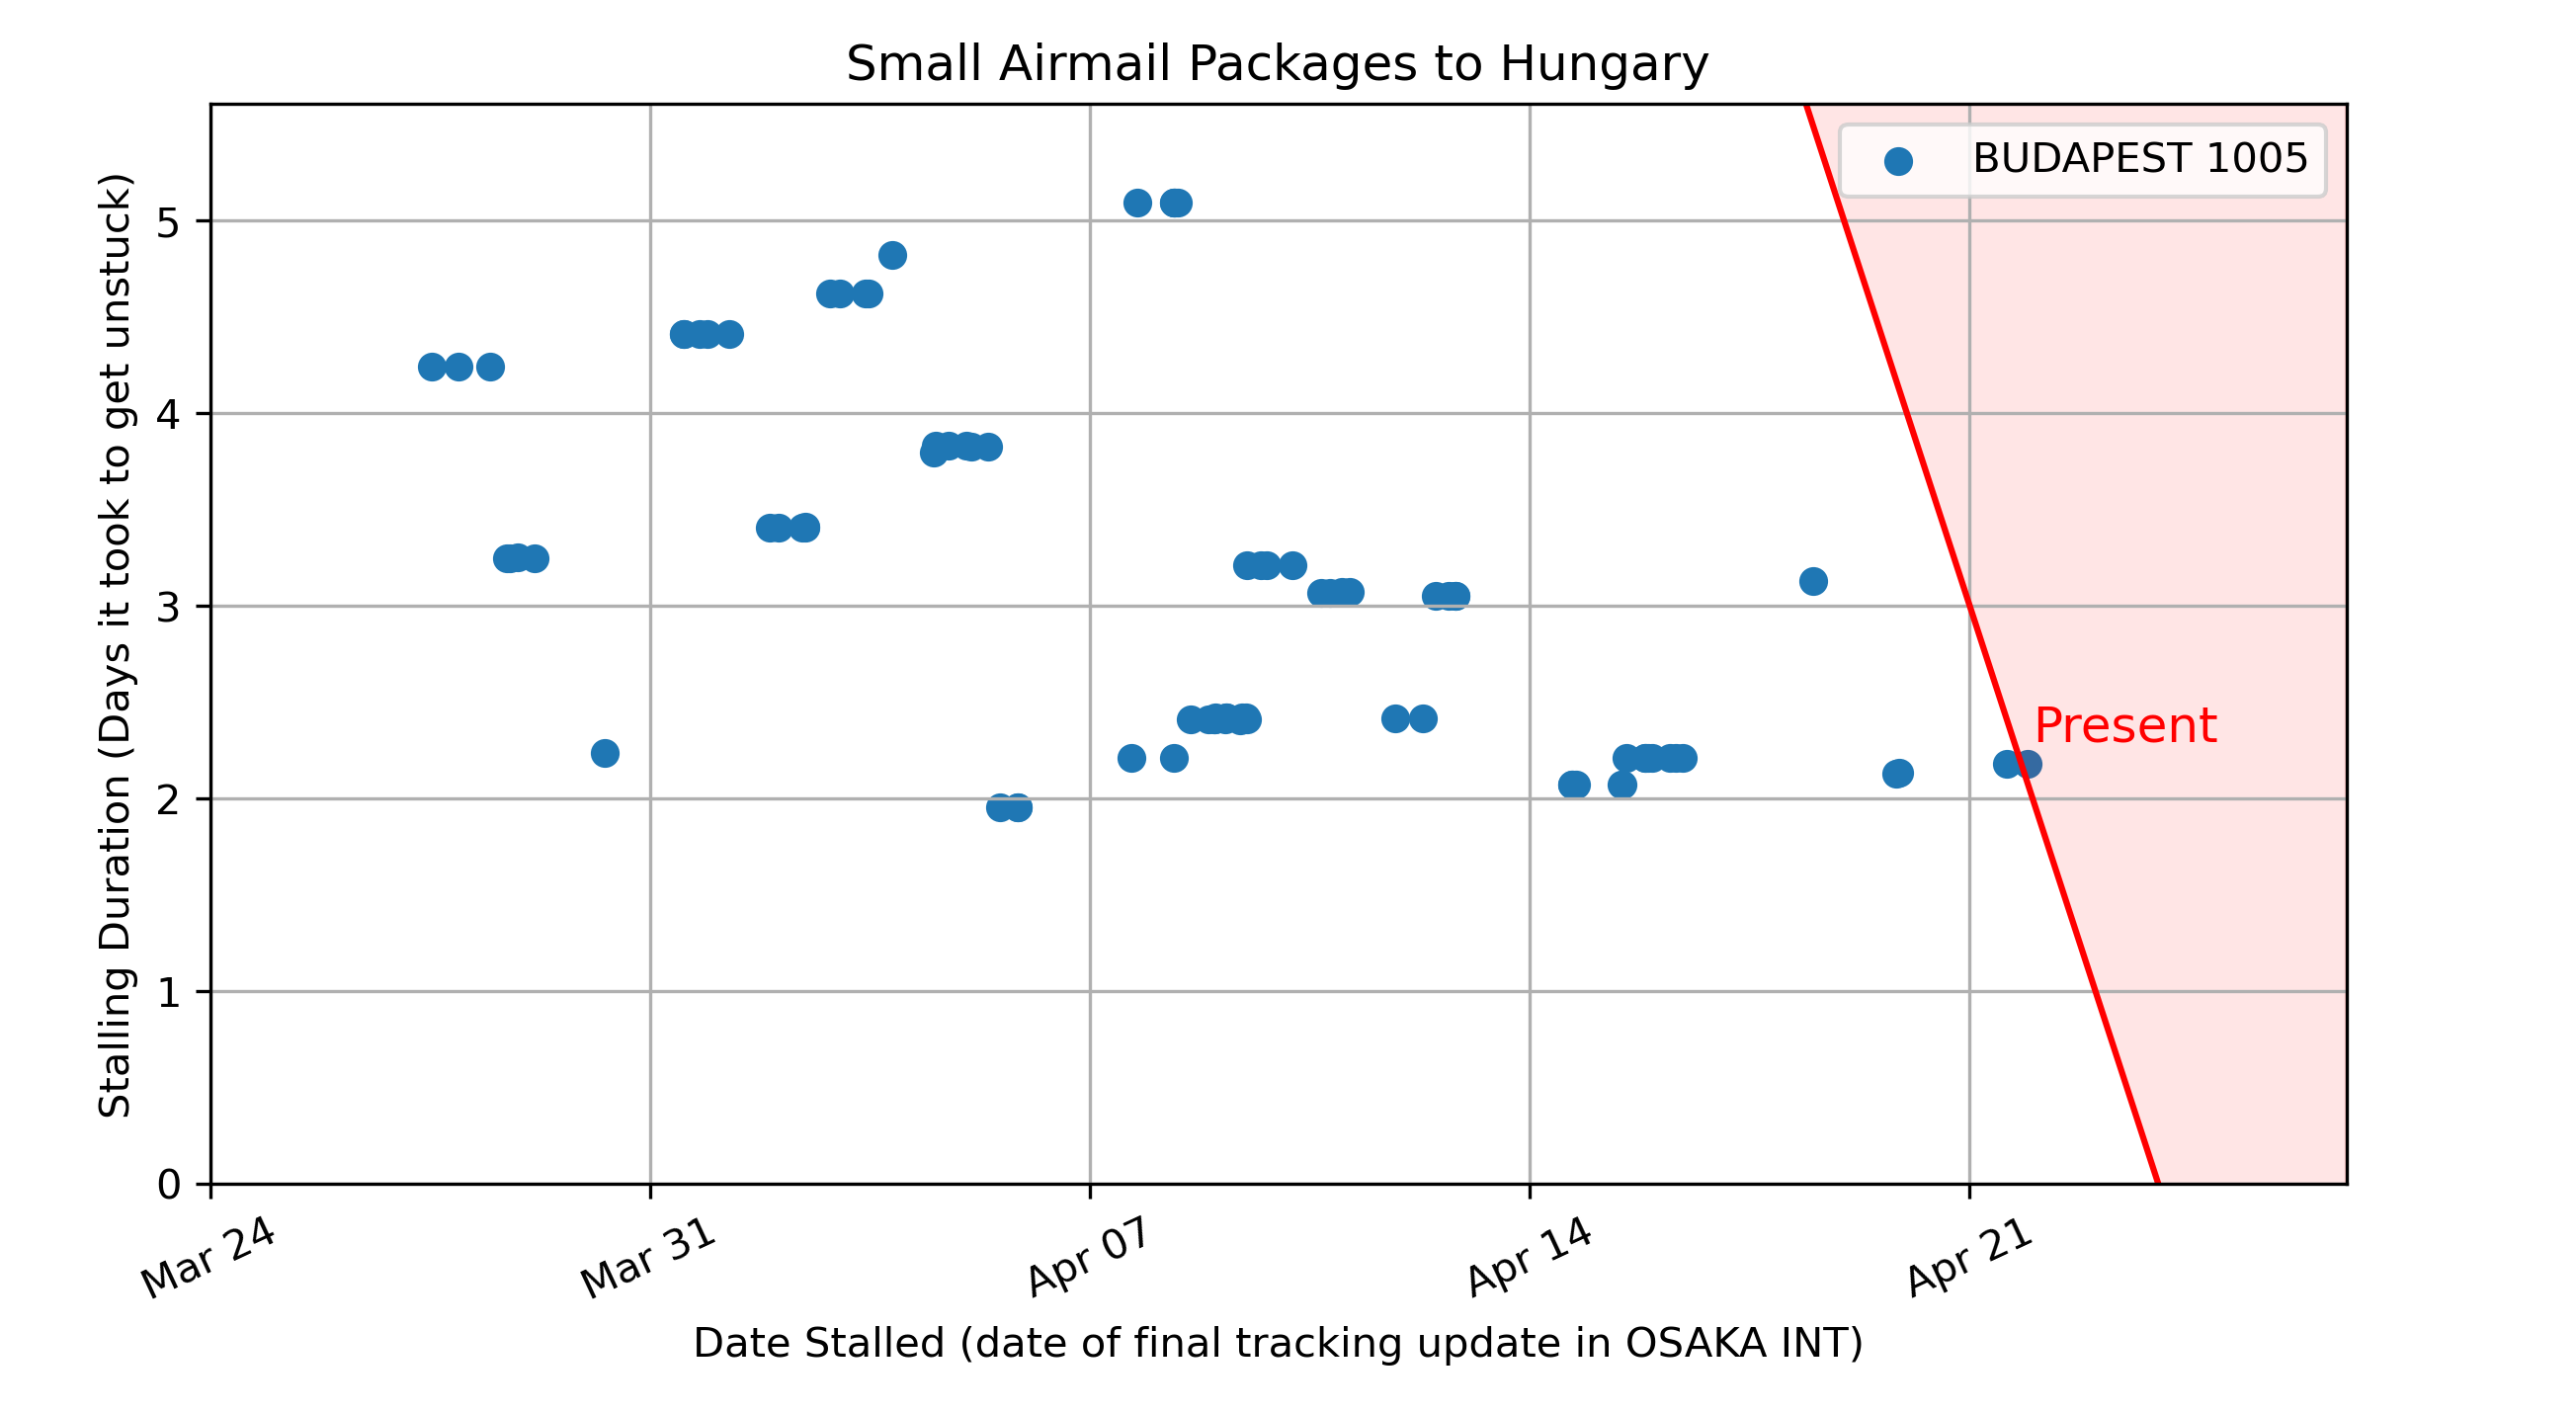 Small Airmail Packages to Hungary
BUDAPEST 1005
Present
Stalling Duration (Days it took to get unstuck)
5
4
3
2
1
0
Mar 24
Mar 31
Apr 07
Apr 14
Apr 21
Date Stalled (date of final tracking update in OSAKA INT)